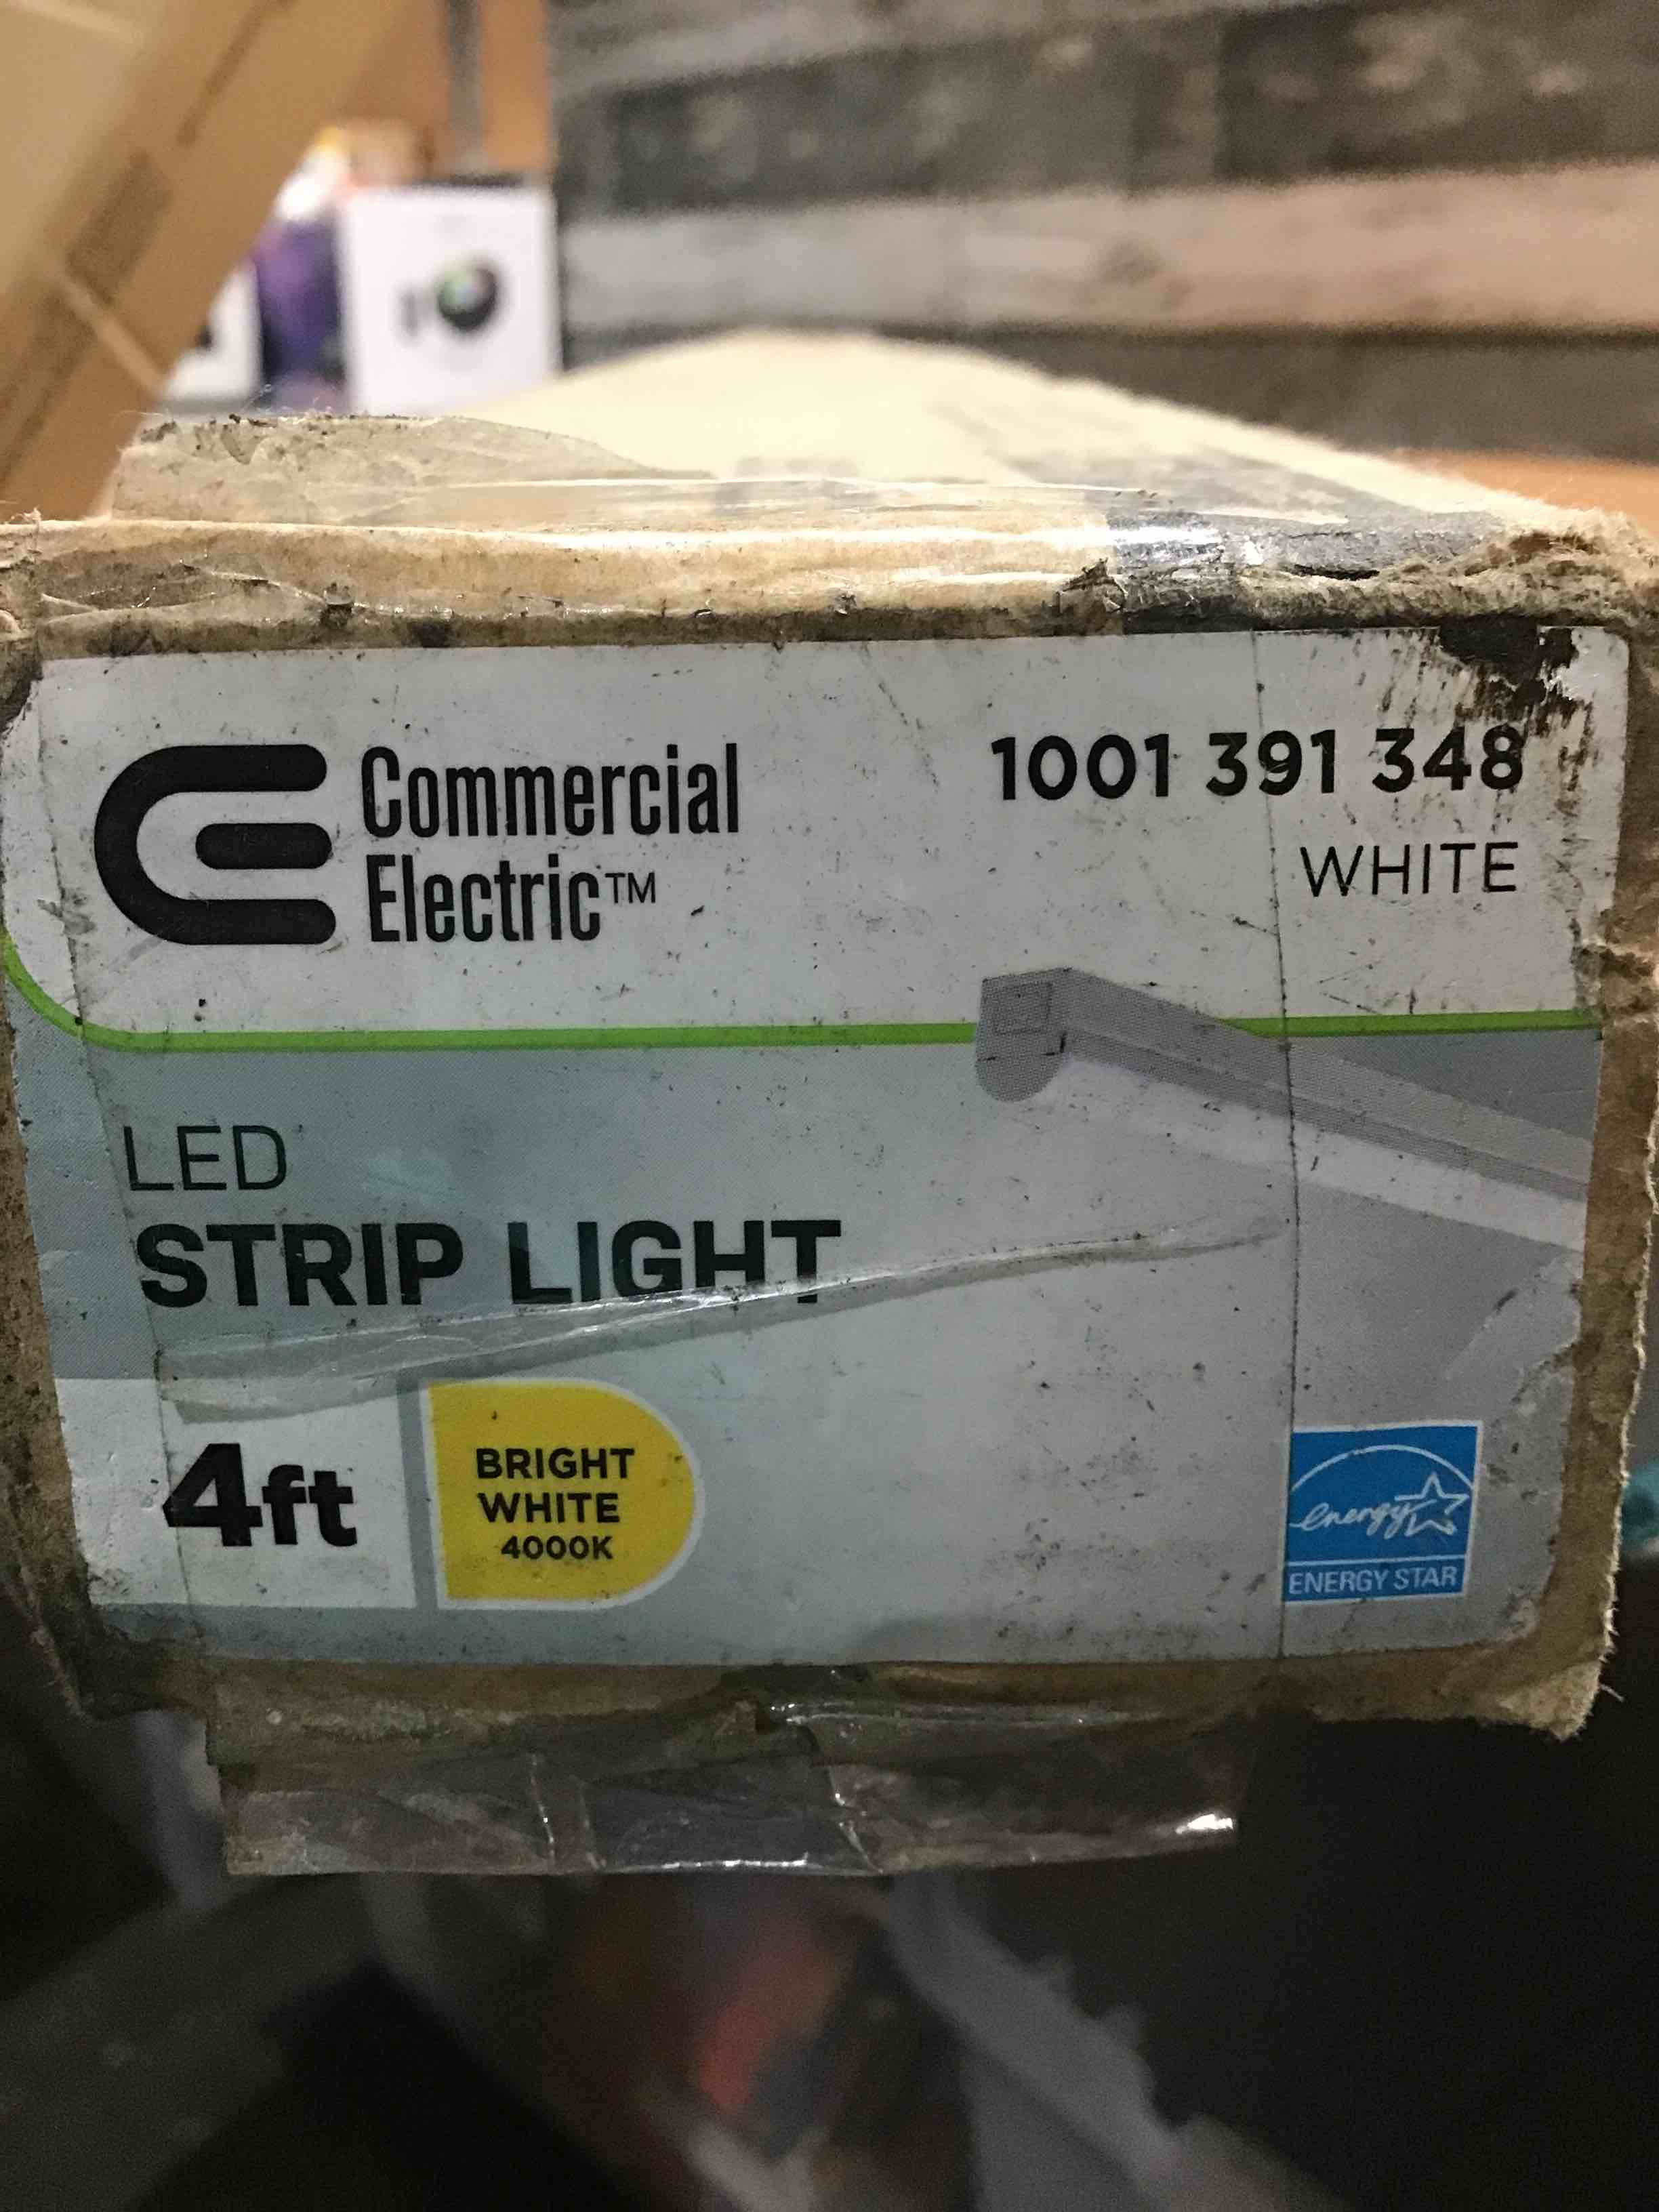 Commercial
Electric™
1001 391 348
WHITE
LED
STRIP LIGHT
4ft
BRIGHT
WHITE
4000K
energy
ENERGY STAR